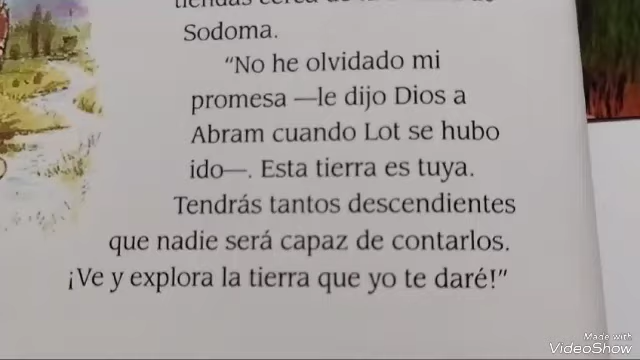 Sodoma.
“No he olvidado mi
promesa —le dijo Dios a
Abram cuando Lot se hubo
ido—. Esta tierra es tuya.
Tendrás tantos descendientes
que nadie será capaz de contarlos.
¡Ve y explora la tierra que yo te daré!”
Made with
VideoShow